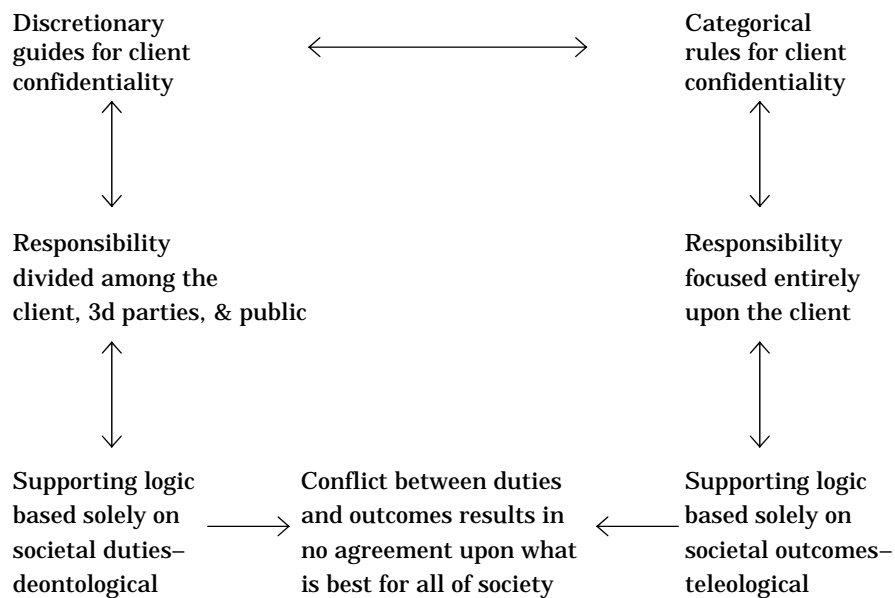 Discretionary
guides for client
confidentiality
Categorical
rules for client
confidentiality
Responsibility
divided among the
client, 3d parties, & public
Responsibility
focused entirely
upon the client
Supporting logic
based solely on
societal duties–
deontological
Conflict between duties
and outcomes results in
no agreement upon what
is best for all of society
Supporting logic
based solely on
societal outcomes–
teleological